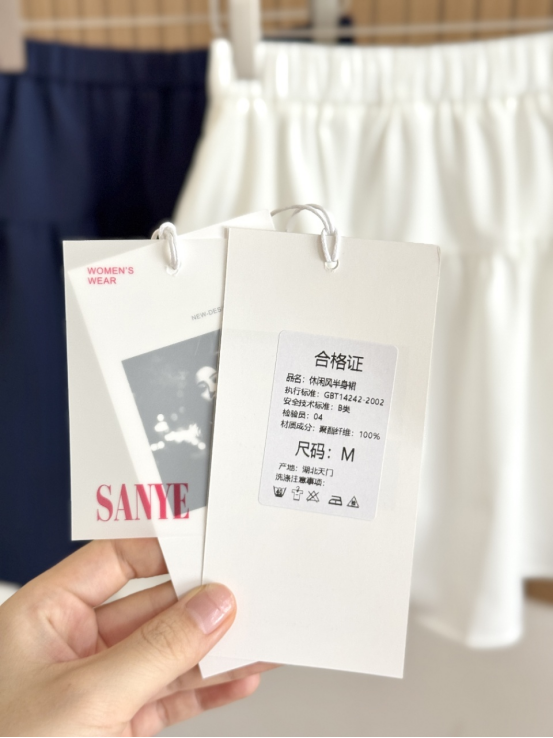 WOMEN'S
WEAR
SANYE
合格证
品名：休闲风半身裙
执行标准：GBT14242-2002
安全技术标准：B类
检验员：04
材质成分：聚酯纤维：100%
尺码：M
产地：湖北天门
洗涤注意事项：